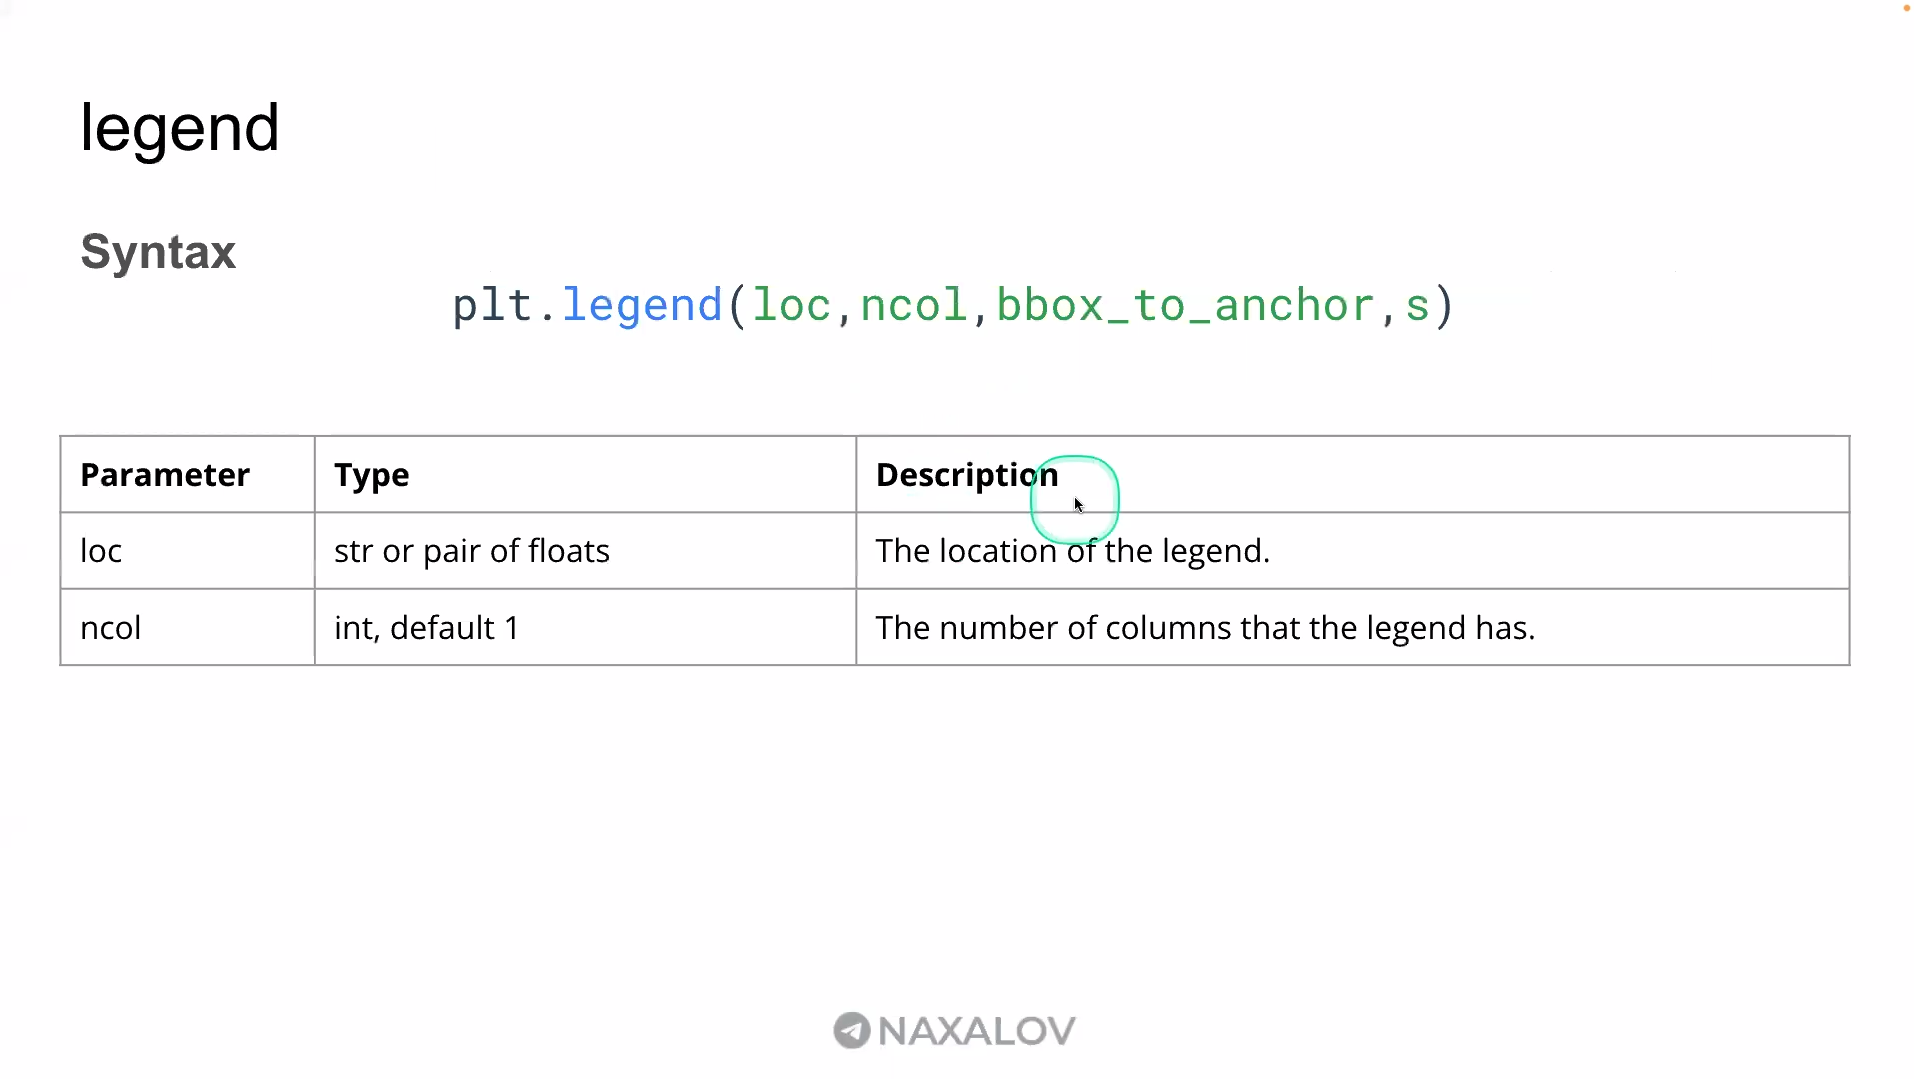 legend
Syntax
plt.legend(loc,ncol,bbox_to_anchor,s)
Parameter Type Description
loc str or pair of floats The location of the legend.
ncol int, default 1 The number of columns that the legend has.
NAXALOV